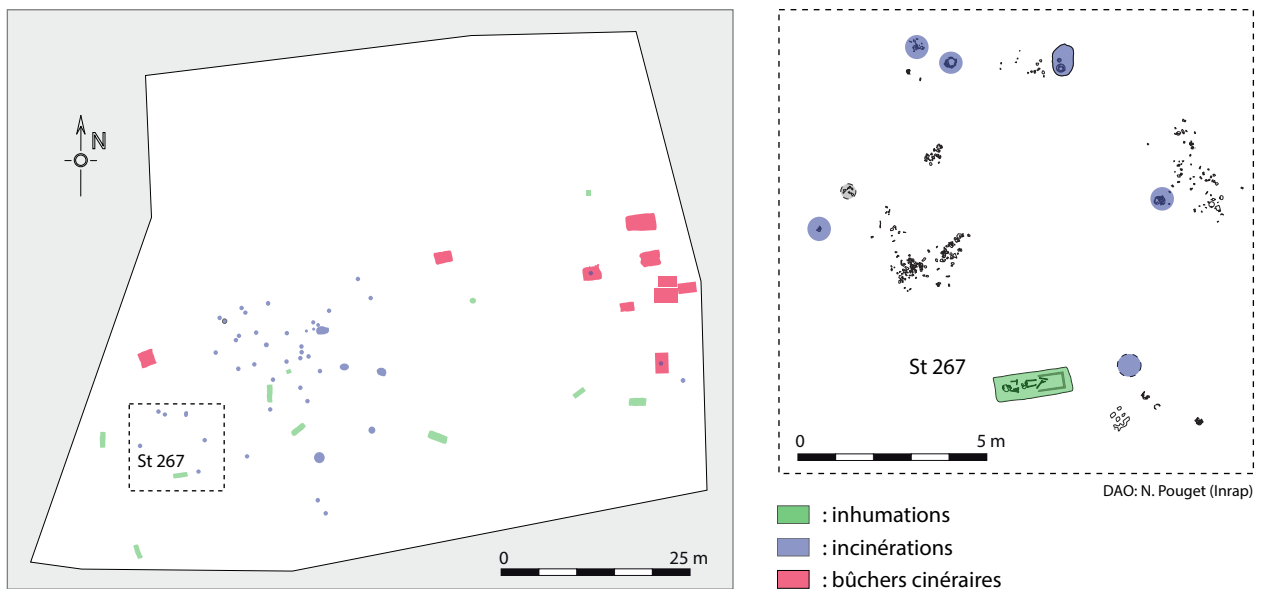 N
St 267
0 25 m
St 267
0 5 m
DAO: N. Pouget (Inrap)
: inhumations
: incinérations
: bûchers cinéraires